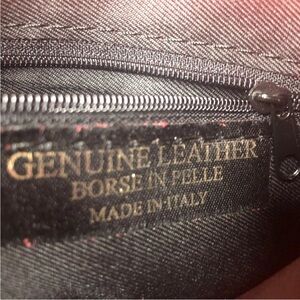 GENUINE LEATHER
BORSE IN PELLE
MADE IN ITALY